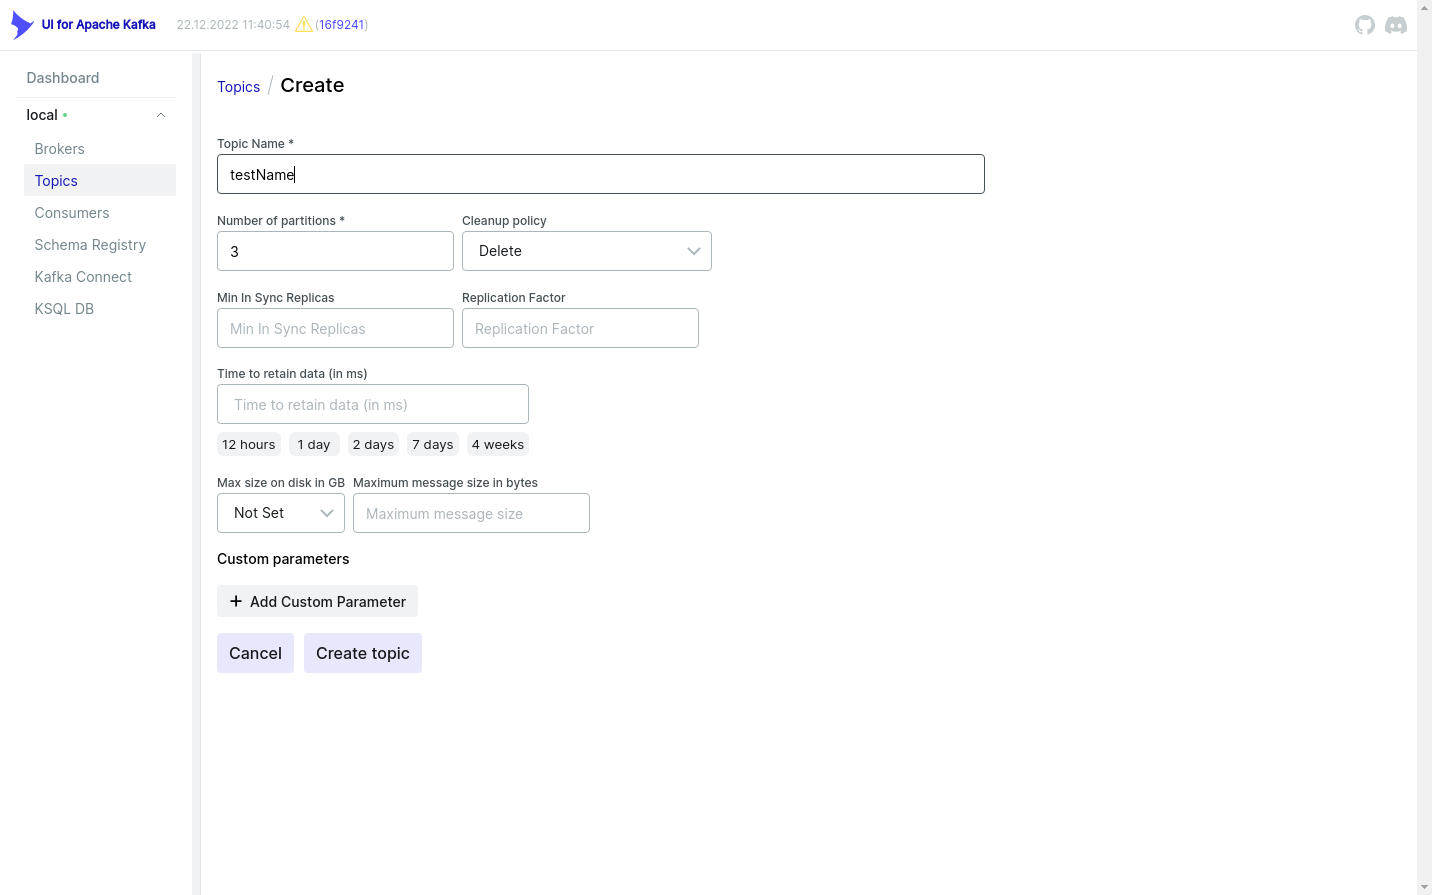 UI for Apache Kafka 22.12.2022 11:40:54 (16f9241)
Dashboard
local
Brokers
Topics
Consumers
Schema Registry
Kafka Connect
KSQL DB
Topics / Create
Topic Name *
testName
Number of partitions * Cleanup policy
3 Delete
Min In Sync Replicas Replication Factor
Min In Sync Replicas Replication Factor
Time to retain data (in ms)
Time to retain data (in ms)
12 hours 1 day 2 days 7 days 4 weeks
Max size on disk in GB Maximum message size in bytes
Not Set Maximum message size
Custom parameters
+ Add Custom Parameter
Cancel Create topic